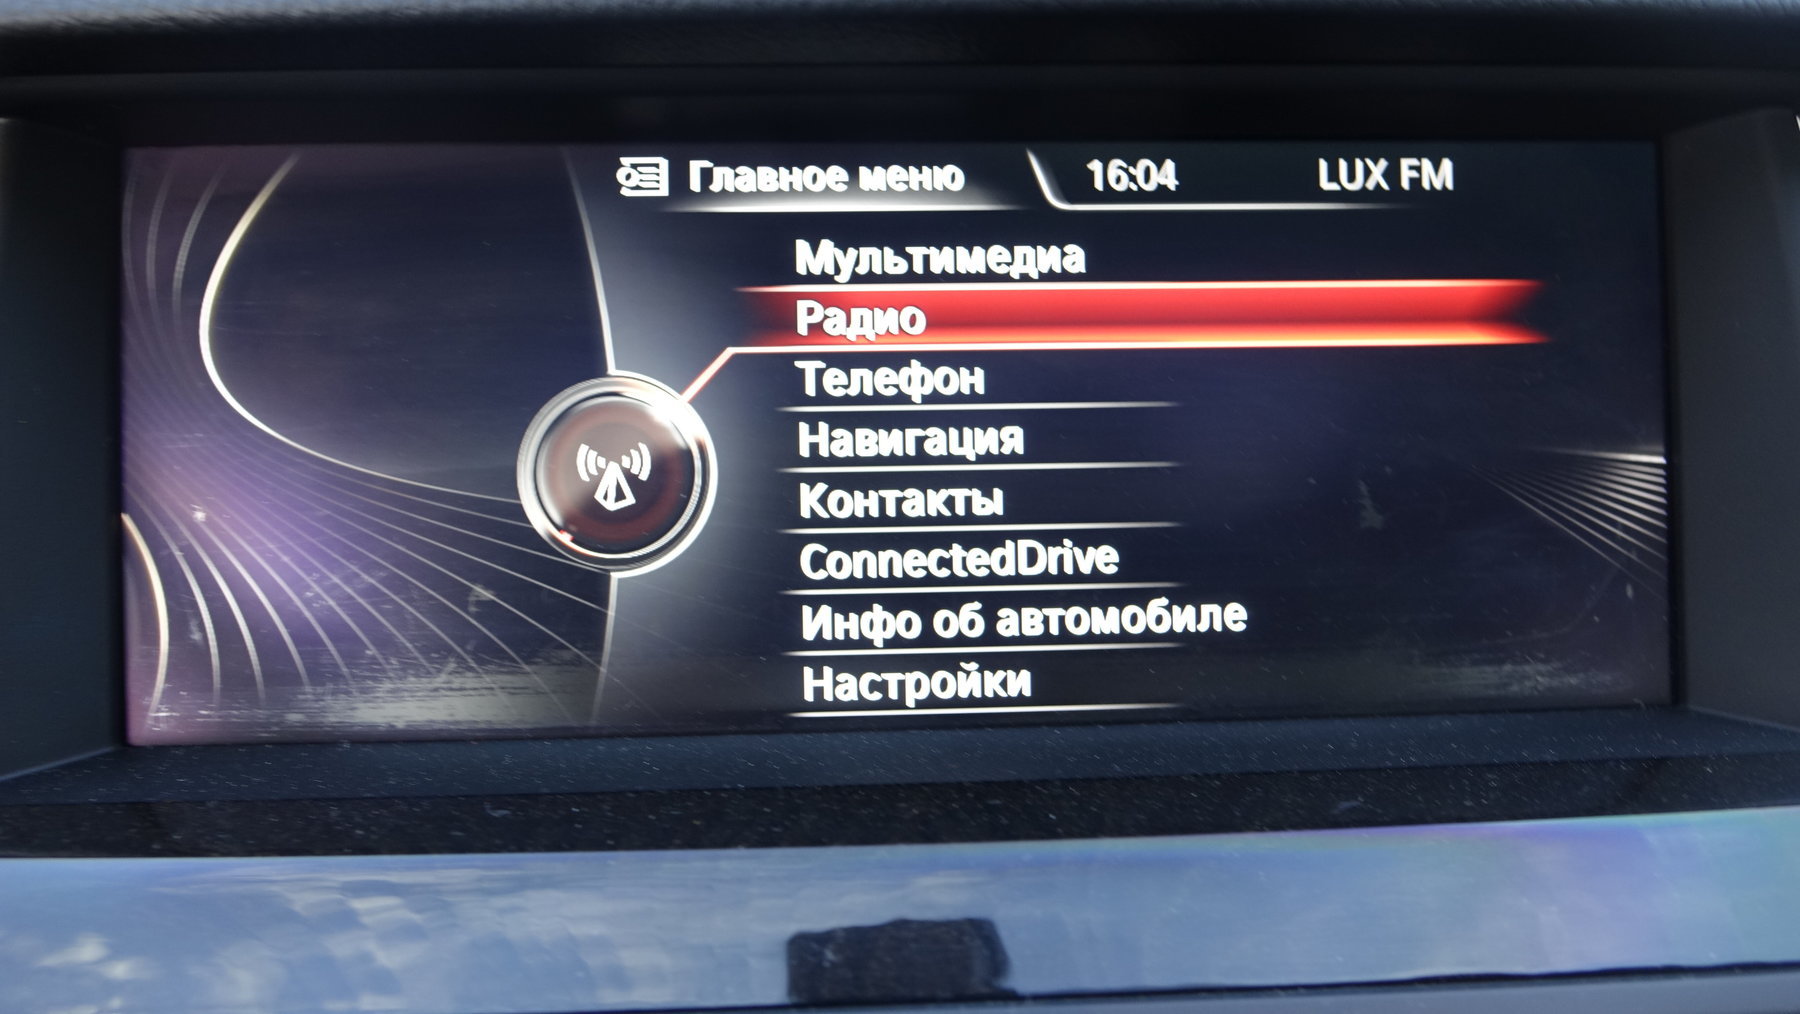 Главное меню 16:04 LUX FM
Мультимедиа
Радио
Телефон
Навигация
Контакты
ConnectedDrive
Инфо об автомобиле
Настройки